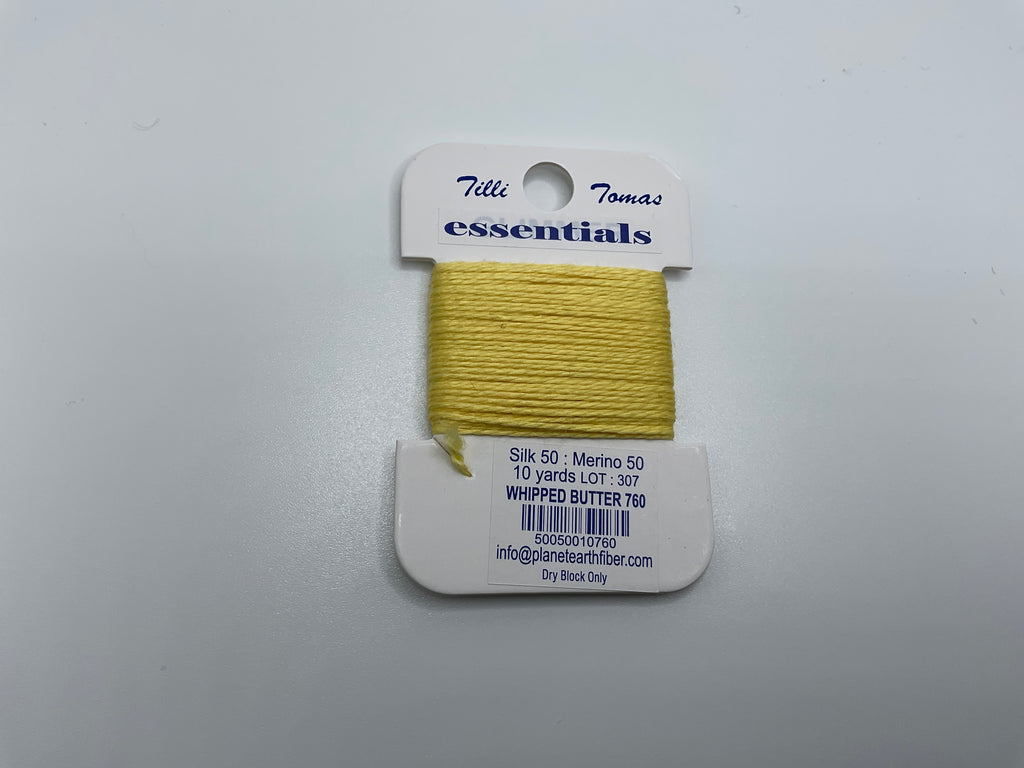 Tilli Tomas
essentials
Silk 50 : Merino 50
10 yards LOT : 307
WHIPPED BUTTER 760
50050010760
info@planetearthfiber.com
Dry Block Only